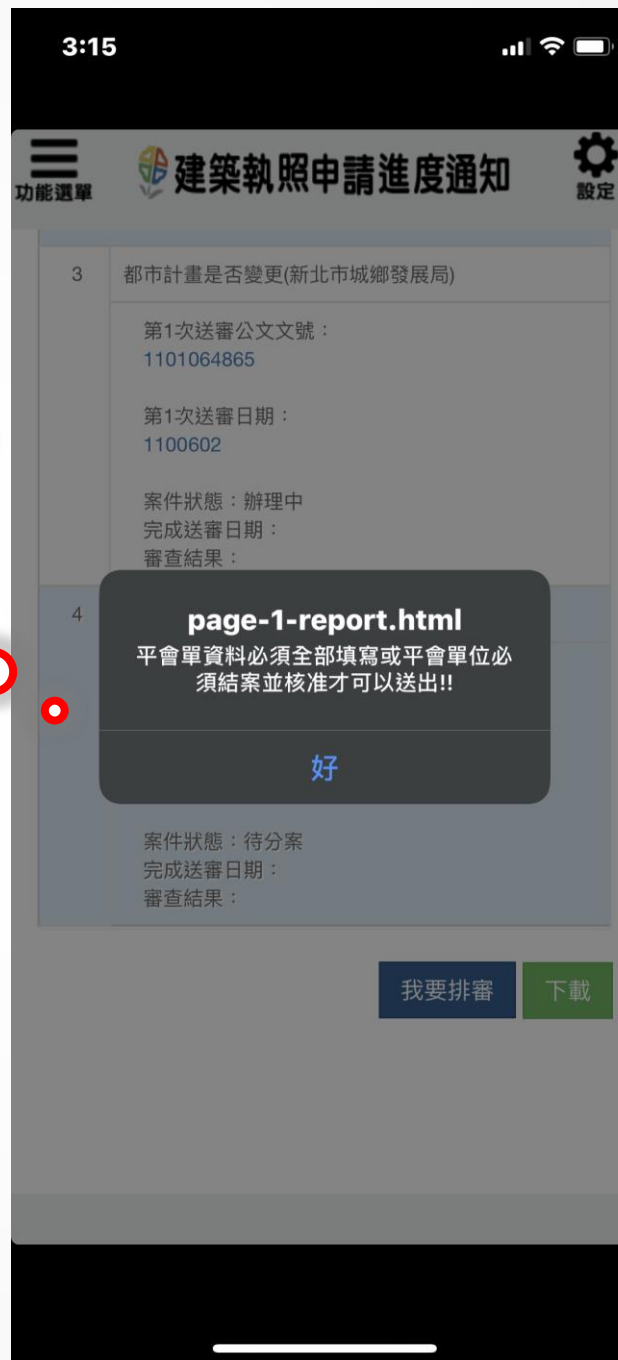 3:15
功能選單
建築執照申請進度通知
設定
3
都市計畫是否變更(新北市城鄉發展局)
第1次送審公文文號：
1101064865
第1次送審日期：
1100602
案件狀態：辦理中
完成送審日期：
審查結果：
4
page-1-report.html
平會單資料必須全部填寫或平會單位必
須結案並核准才可以送出!!
好
案件狀態：待分案
完成送審日期：
審查結果：
我要排審
下載